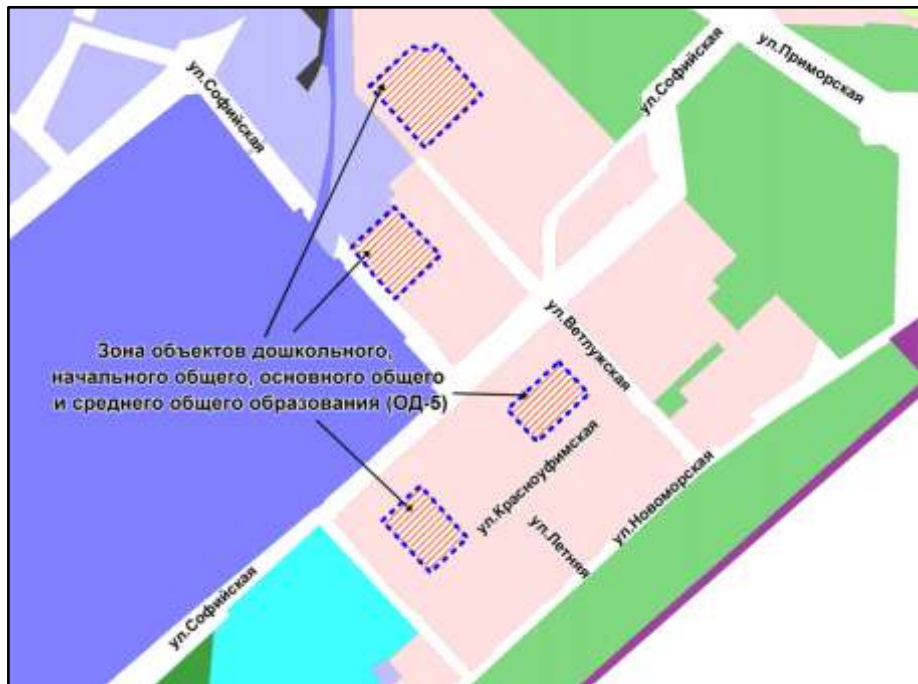 ул.Софийская
ул.Софийская
ул.Приморская
ул.Ветлужская
Зона объектов дошкольного,
начального общего, основного общего
и среднего общего образования (ОД-5)
ул.Красноуфимская
ул.Летняя
ул.Новоморская
ул.Софийская